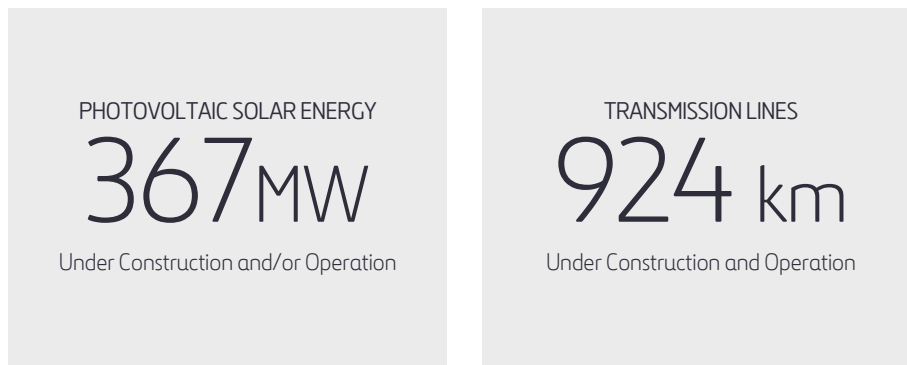 PHOTOVOLTAIC SOLAR ENERGY
367MW
Under Construction and/or Operation
TRANSMISSION LINES
924 km
Under Construction and Operation